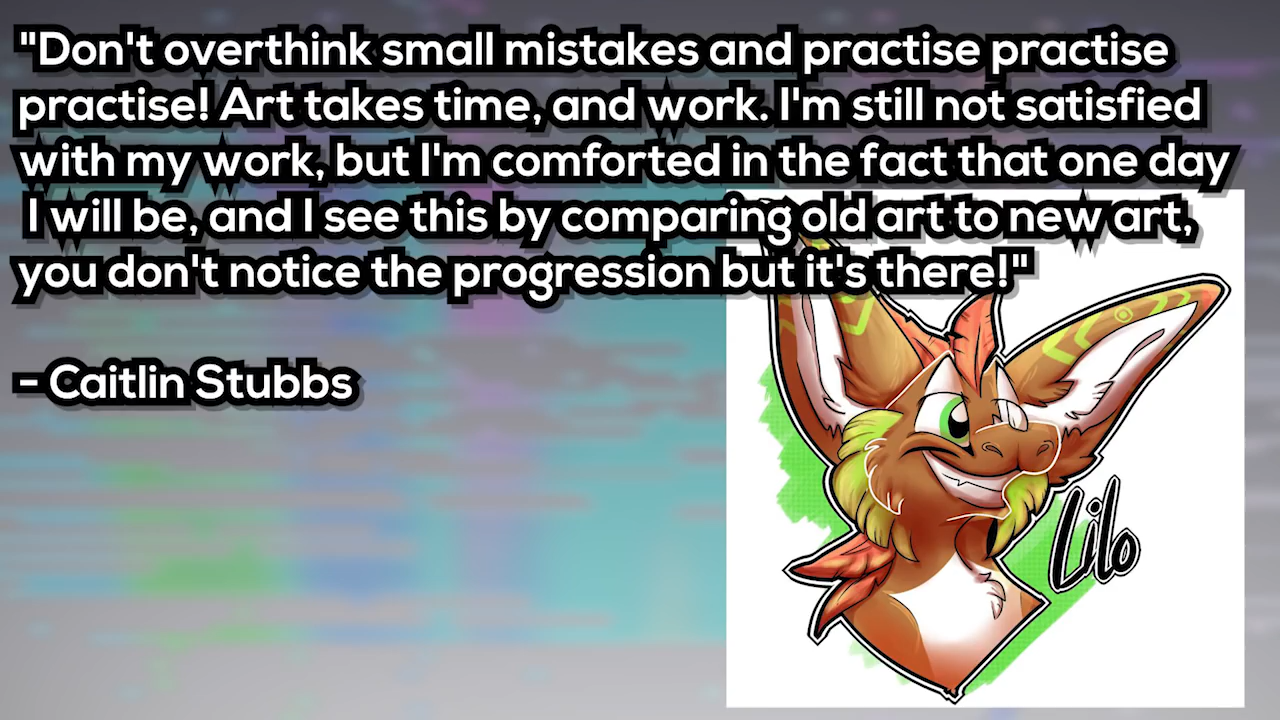 "Don't overthink small mistakes and practise practise
practise! Art takes time, and work. I'm still not satisfied
with my work, but I'm comforted in the fact that one day
I will be, and I see this by comparing old art to new art,
you don't notice the progression but it's there!"
- Caitlin Stubbs
Lilo